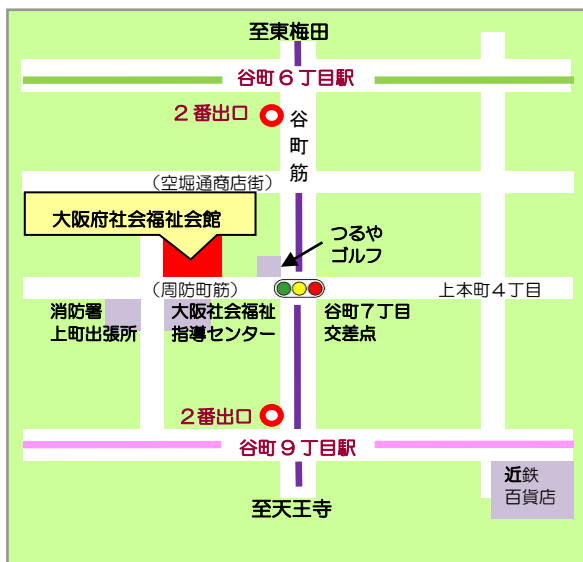 至東梅田
谷町6丁目駅
2番出口
谷町筋
（空堀通商店街）
大阪府社会福祉会館
つるや
ゴルフ
（周防町筋）
上本町4丁目
消防署
上町出張所
大阪社会福祉
指導センター
谷町7丁目
交差点
2番出口
谷町9丁目駅
近鉄
百貨店
至天王寺